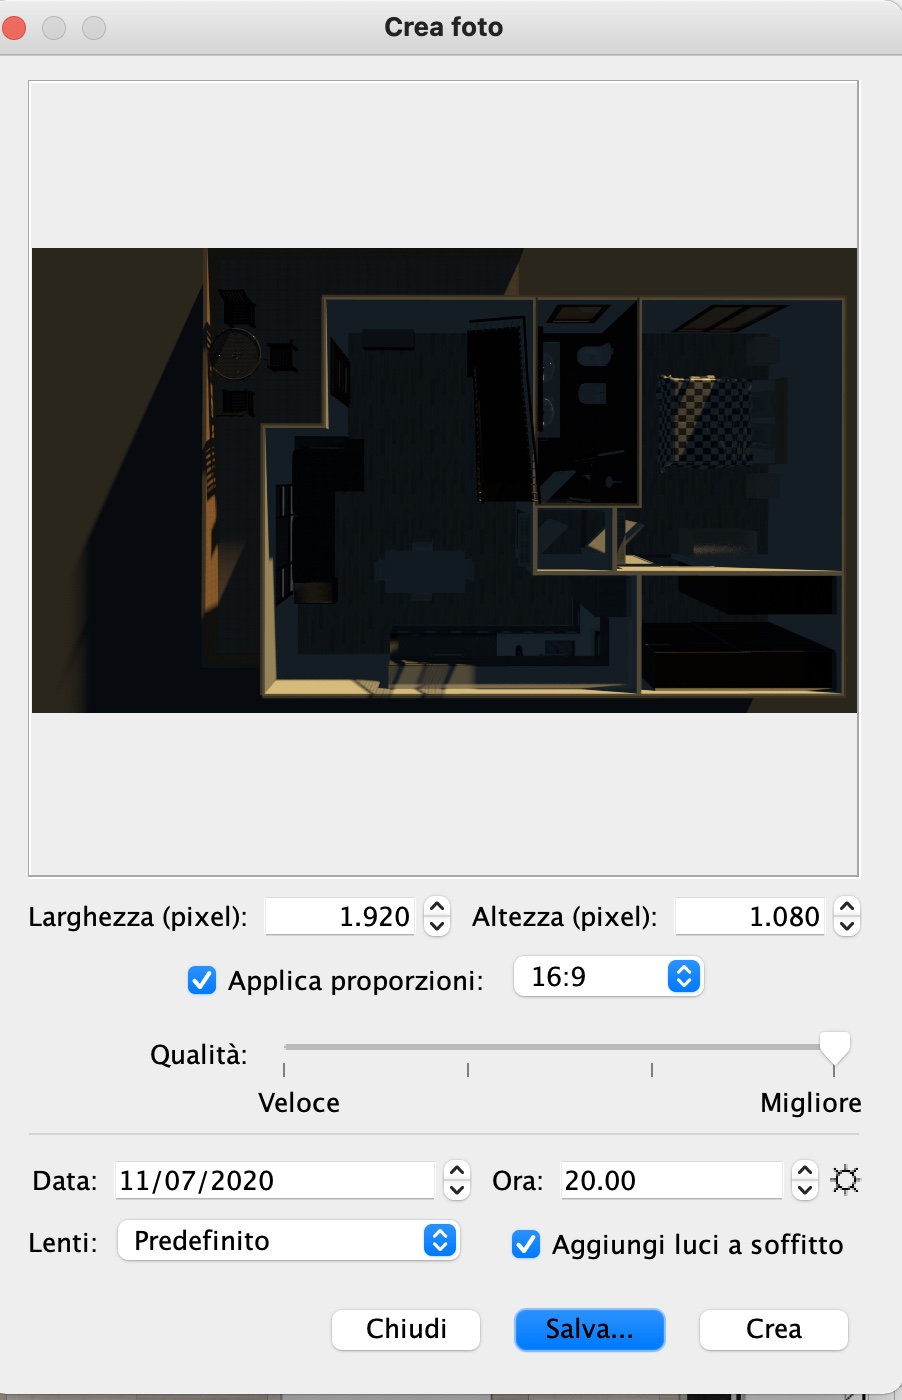 Crea foto
Larghezza (pixel): 1.920 Altezza (pixel): 1.080
Applica proporzioni: 16:9
Qualità:
Veloce Migliore
Data: 11/07/2020 Ora: 20.00
Lenti: Predefinito Aggiungi luci a soffitto
Chiudi Salva... Crea